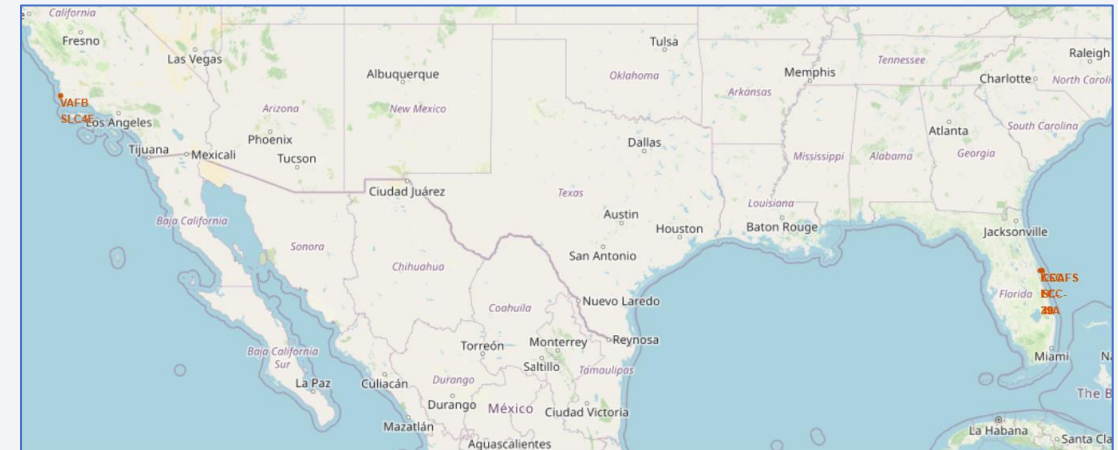 California
Fresno
Las Vegas
Tulsa
Raleigh
Albuquerque
Oklahoma
Memphis
Tennessee
Charlotte
North Caroli
VAFB
SLC4E
Los Angeles
Arizona
New Mexico
Arkansas
Phoenix
Atlanta
South Carolina
Tijuana
Mexicali
Tucson
Dallas
Mississippi
Alabama
Georgia
Ciudad Juárez
Texas
Louisiana
Baja California
Austin
Houston
Baton Rouge
Jacksonville
Sonora
San Antonio
Chihuahua
Florida
Nuevo Laredo
Coahuila
Torreón
Monterrey
Reynosa
Baja California
Sur
Saltillo
Tamaulipas
Miami
La Paz
Culiacán
Durango
Durango
México
Ciudad Victoria
The B
Mazatlán
La Habana
Santa Cla
Aguascalientes